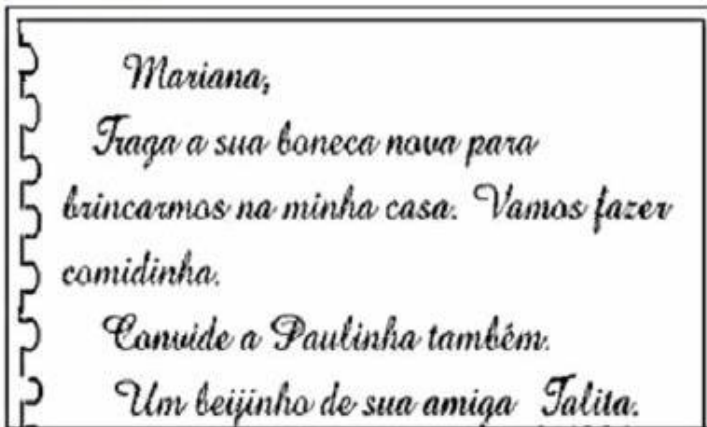 Mariana,
Traga a sua boneca nova para
brincarmos na minha casa. Vamos fazer
comidinha.
Convide a Paulinha também.
Um beijinho de sua amiga Talita.